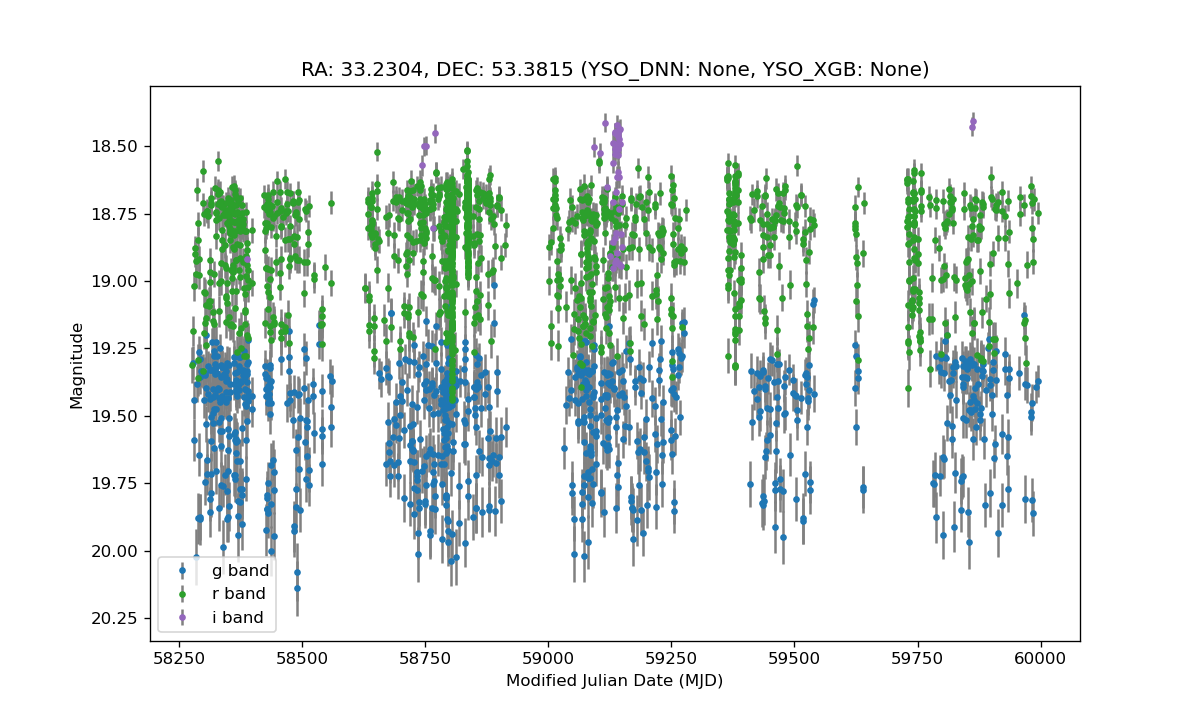 RA: 33.2304, DEC: 53.3815 (YSO_DNN: None, YSO_XGB: None)
Magnitude
18.50
18.75
19.00
19.25
19.50
19.75
20.00
20.25
g band
r band
i band
58250 58500 58750 59000 59250 59500 59750 60000
Modified Julian Date (MJD)